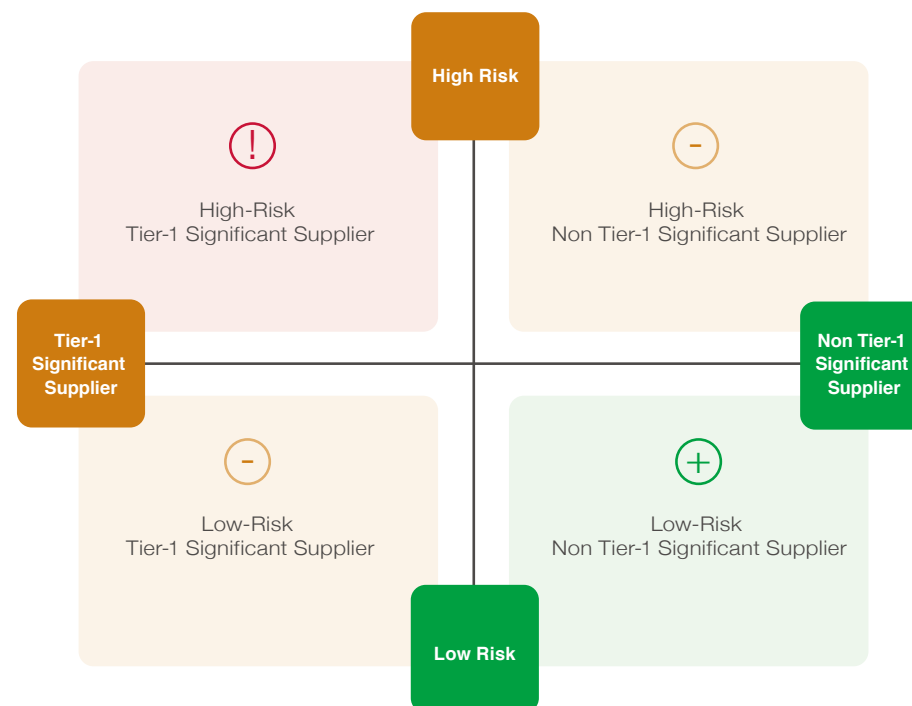 High Risk
!
-
High-Risk
Tier-1 Significant Supplier
High-Risk
Non Tier-1 Significant Supplier
Tier-1
Significant
Supplier
Non Tier-1
Significant
Supplier
-
+
Low-Risk
Tier-1 Significant Supplier
Low-Risk
Non Tier-1 Significant Supplier
Low Risk